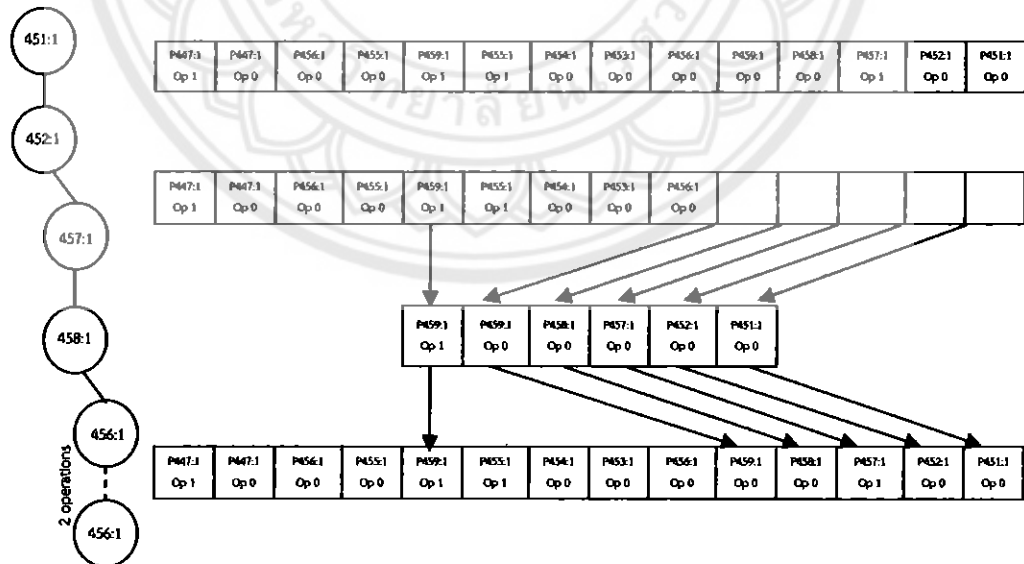 451:1
452:1
457:1
458:1
456:1
2 operations
456:1
P447:1 P447:1 P456:1 P455:1 P459:1 P455:1 P454:1 P453:1 P456:1 P459:1 P458:1 P457:1 P452:1 P451:1
Op 1 Op 0 Op 0 Op 0 Op 1 Op 1 Op 0 Op 0 Op 0 Op 0 Op 0 Op 1 Op 0 Op 0
P447:1 P447:1 P456:1 P455:1 P459:1 P455:1 P454:1 P453:1 P456:1
Op 1 Op 0 Op 0 Op 0 Op 1 Op 1 Op 0 Op 0 Op 0
P459:1 P459:1 P458:1 P457:1 P452:1 P451:1
Op 1 Op 0 Op 0 Op 0 Op 0 Op 0
P447:1 P447:1 P456:1 P455:1 P459:1 P455:1 P454:1 P453:1 P456:1 P459:1 P458:1 P457:1 P452:1 P451:1
Op 1 Op 0 Op 0 Op 0 Op 1 Op 1 Op 0 Op 0 Op 0 Op 0 Op 0 Op 1 Op 0 Op 0